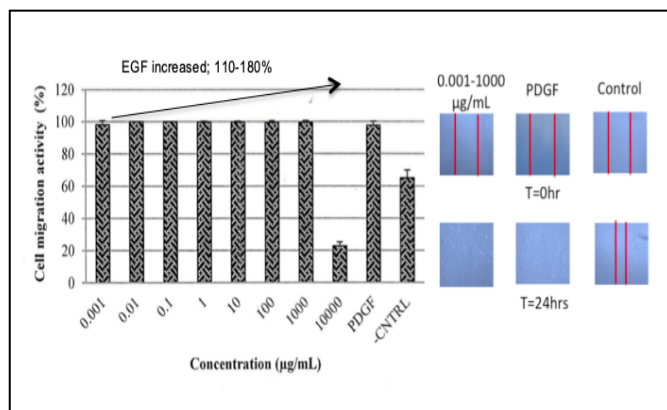 EGF increased; 110-180%
Cell migration activity (%)
120
100
80
60
40
20
0
0.001
0.01
0.1
1
10
100
1000
10000
PDGF
-CNTRL
Concentration (µg/mL)
0.001-1000
µg/mL
PDGF
Control
T=0hr
T=24hrs